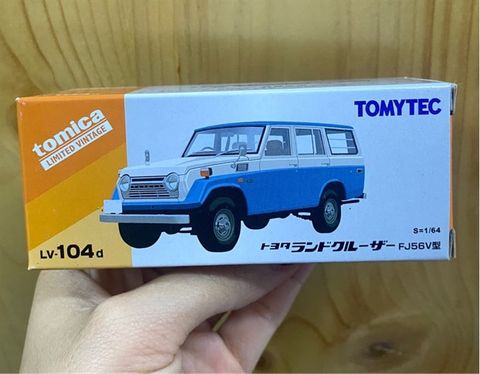 tomica
LIMITED VINTAGE
TOMYTEC
S=1/64
LV-104d
トヨタ ランドクルーザー FJ56V型